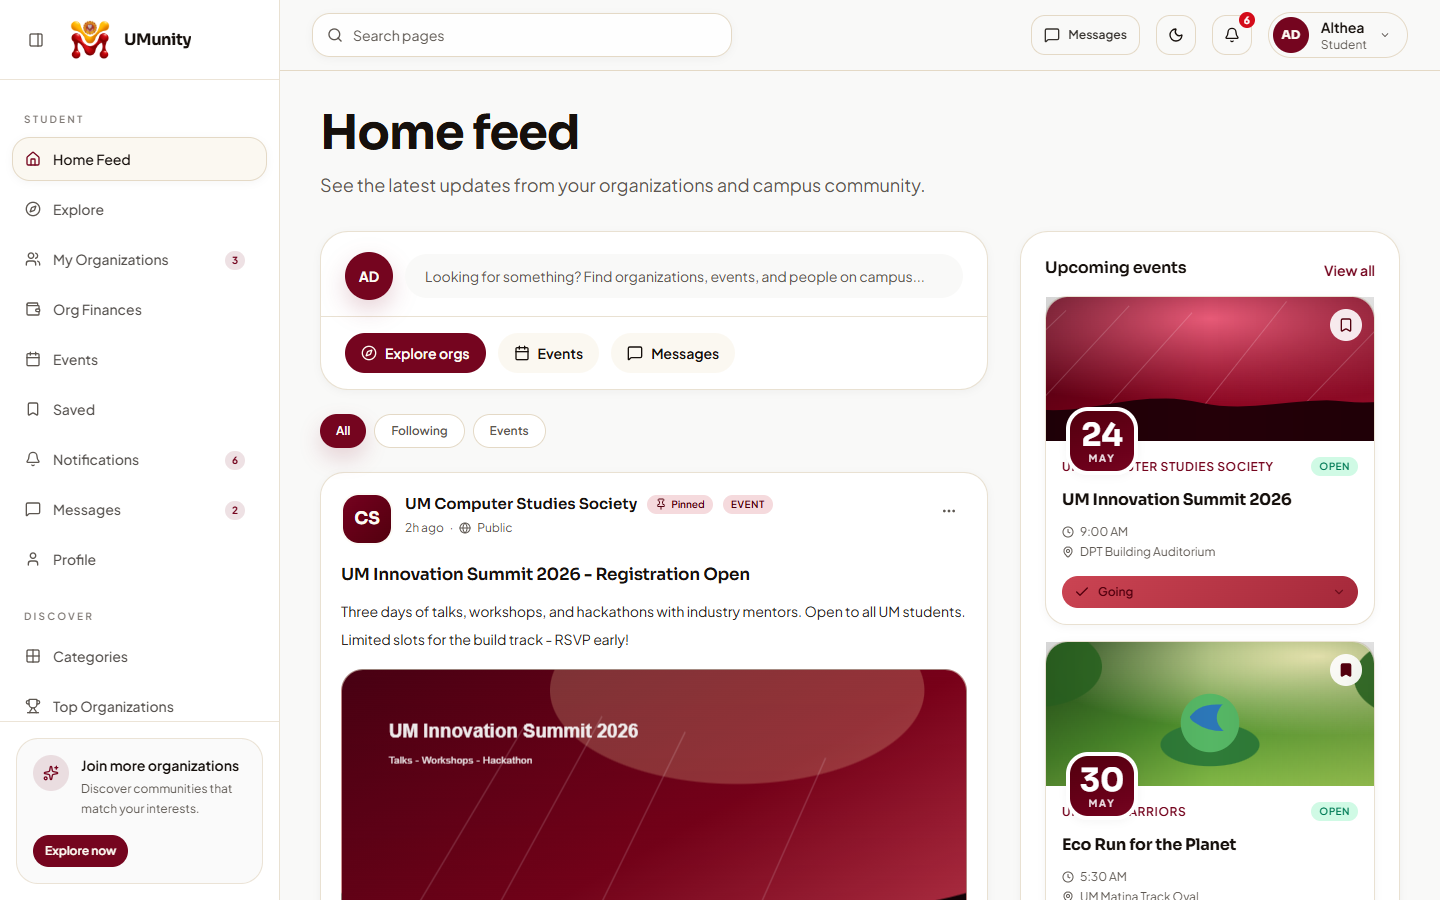 UMunity
Search pages
Messages
6
AD
Althea
Student
STUDENT
Home Feed
Explore
My Organizations
3
Org Finances
Events
Saved
Notifications
6
Messages
2
Profile
DISCOVER
Categories
Top Organizations
Join more organizations
Discover communities that
match your interests.
Explore now
Home feed
See the latest updates from your organizations and campus community.
AD
Looking for something? Find organizations, events, and people on campus...
Explore orgs
Events
Messages
All
Following
Events
CS
UM Computer Studies Society
Pinned
EVENT
2h ago · Public
UM Innovation Summit 2026 - Registration Open
Three days of talks, workshops, and hackathons with industry mentors. Open to all UM students.
Limited slots for the build track - RSVP early!
UM Innovation Summit 2026
Talks - Workshops - Hackathon
Upcoming events
View all
24
MAY
STUDIES SOCIETY
OPEN
UM Innovation Summit 2026
9:00 AM
DPT Building Auditorium
Going
30
MAY
OPEN
Eco Run for the Planet
5:30 AM
UM Matina Track Oval